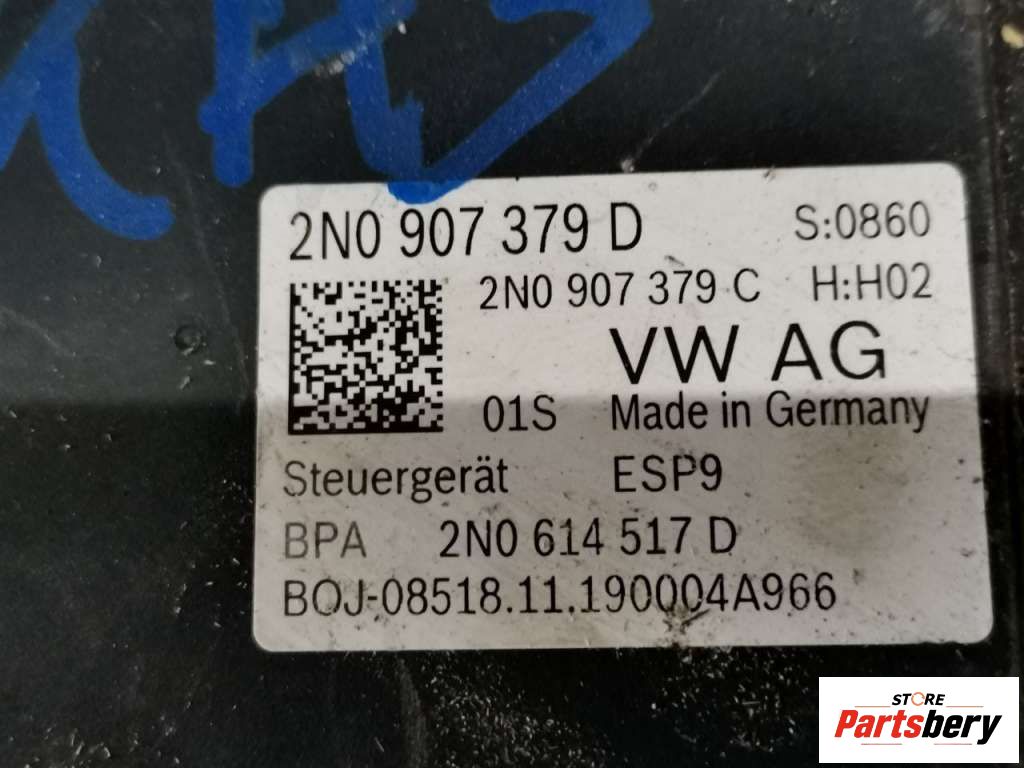 2N0 907 379 D S:0860
2N0 907 379 C H:H02
VW AG
01S Made in Germany
Steuergerät ESP9
BPA 2N0 614 517 D
BOJ-08518.11.190004A966
STORE
Partsbery